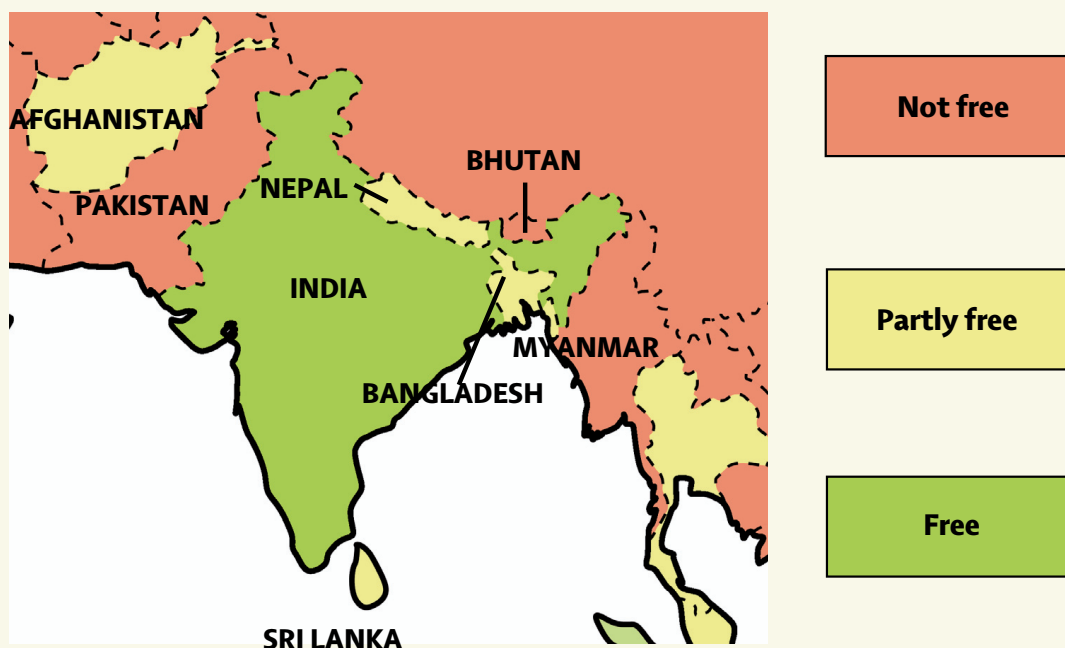 AFGHANISTAN
BHUTAN
NEPAL
PAKISTAN
INDIA
MYANMAR
BANGLADESH
SRI LANKA
Not free
Partly free
Free